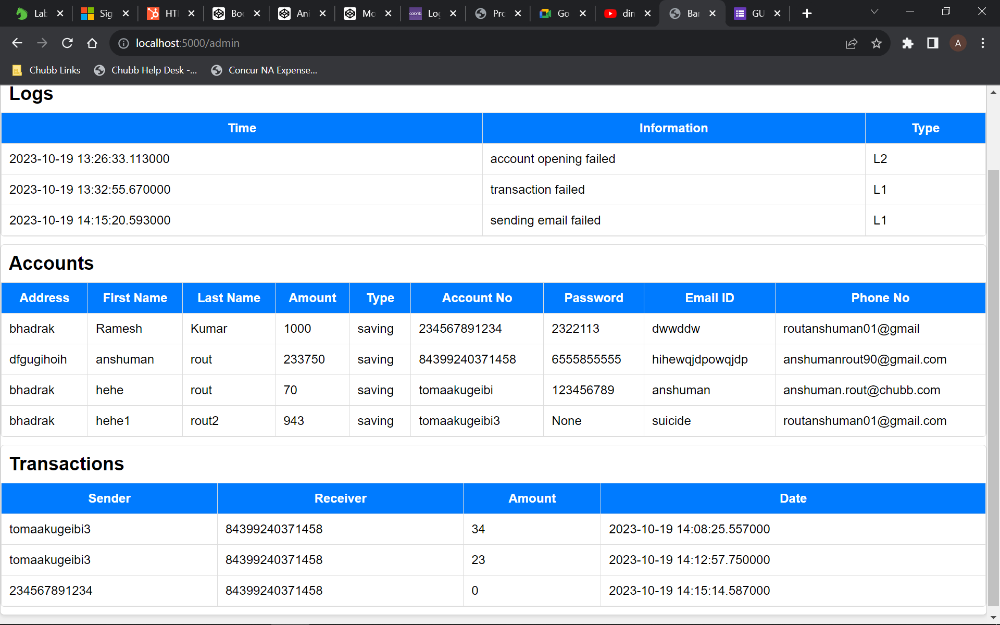 Lab
Sig
HTI
Boo
Ani
Mo
colorlib
Log
Pro
Go
din
Ban
GU
localhost:5000/admin
A
Chubb Links
Chubb Help Desk -...
Concur NA Expense...
Logs
Time Information Type
2023-10-19 13:26:33.113000 account opening failed L2
2023-10-19 13:32:55.670000 transaction failed L1
2023-10-19 14:15:20.593000 sending email failed L1
Accounts
Address First Name Last Name Amount Type Account No Password Email ID Phone No
bhadrak Ramesh Kumar 1000 saving 234567891234 2322113 dwwddw routanshuman01@gmail
dfgugihoih anshuman rout 233750 saving 84399240371458 6555855555 hihewqjdpowqjdp anshumanrout90@gmail.com
bhadrak hehe rout 70 saving tomaakugeibi 123456789 anshuman anshuman.rout@chubb.com
bhadrak hehe1 rout2 943 saving tomaakugeibi3 None suicide routanshuman01@gmail.com
Transactions
Sender Receiver Amount Date
tomaakugeibi3 84399240371458 34 2023-10-19 14:08:25.557000
tomaakugeibi3 84399240371458 23 2023-10-19 14:12:57.750000
234567891234 84399240371458 0 2023-10-19 14:15:14.587000